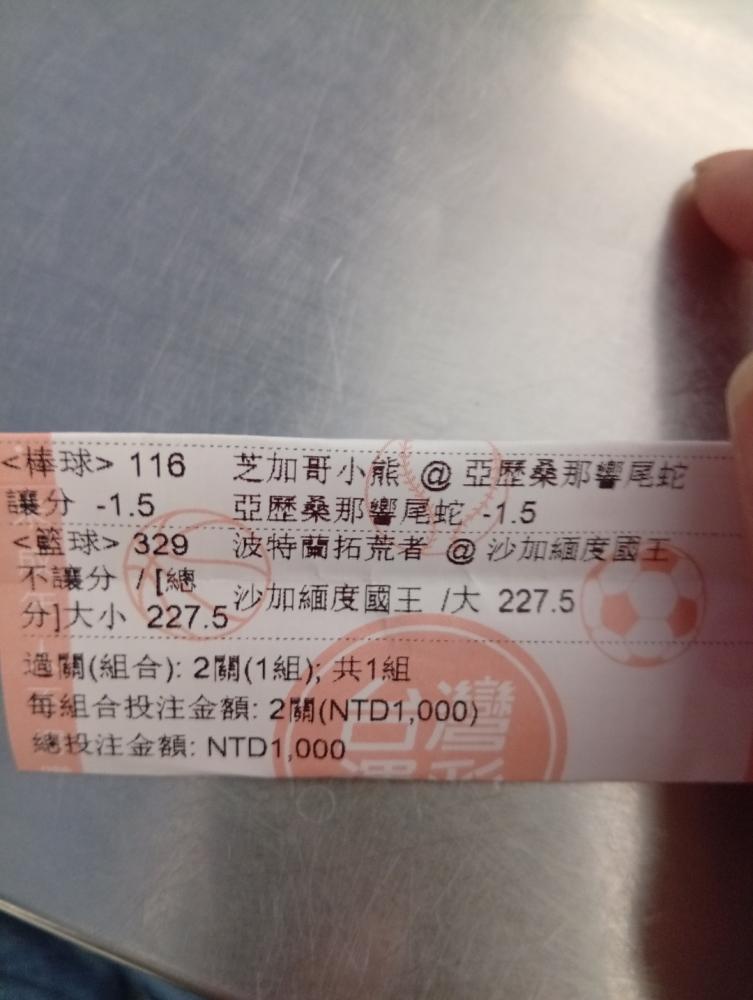 <棒球> 116 芝加哥小熊 @ 亞歷桑那響尾蛇
讓分 -1.5 亞歷桑那響尾蛇 -1.5
<籃球> 329 波特蘭拓荒者 @ 沙加緬度國王
不讓分 / [總
分]大小 227.5 沙加緬度國王 /大 227.5
過關(組合): 2關(1組); 共1組
每組合投注金額: 2關(NTD1,000)
總投注金額: NTD1,000
台灣
運彩